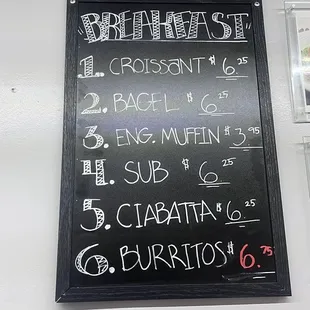 BREAKFAST
1. CROISSANT $6.25
2. BAGEL $6.25
3. ENG. MUFFIN $3.95
4. SUB $6.25
5. CIABATTA $6.25
6. BURRITOS $6.75